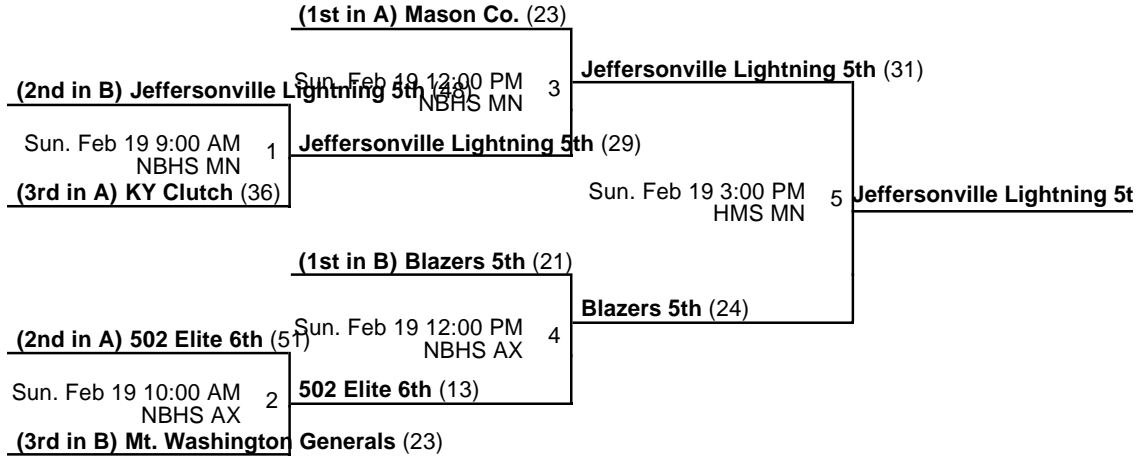 (1st in A) Mason Co. (23)
Sun. Feb 19 12:00 PM
NBHS MN
3
Jeffersonville Lightning 5th (31)
(2nd in B) Jeffersonville Lightning 5th (48)
Sun. Feb 19 9:00 AM
NBHS MN
1
Jeffersonville Lightning 5th (29)
(3rd in A) KY Clutch (36)
Sun. Feb 19 3:00 PM
HMS MN
5
Jeffersonville Lightning 5t
(1st in B) Blazers 5th (21)
Sun. Feb 19 12:00 PM
NBHS AX
4
Blazers 5th (24)
(2nd in A) 502 Elite 6th (51)
Sun. Feb 19 10:00 AM
NBHS AX
2
502 Elite 6th (13)
(3rd in B) Mt. Washington Generals (23)